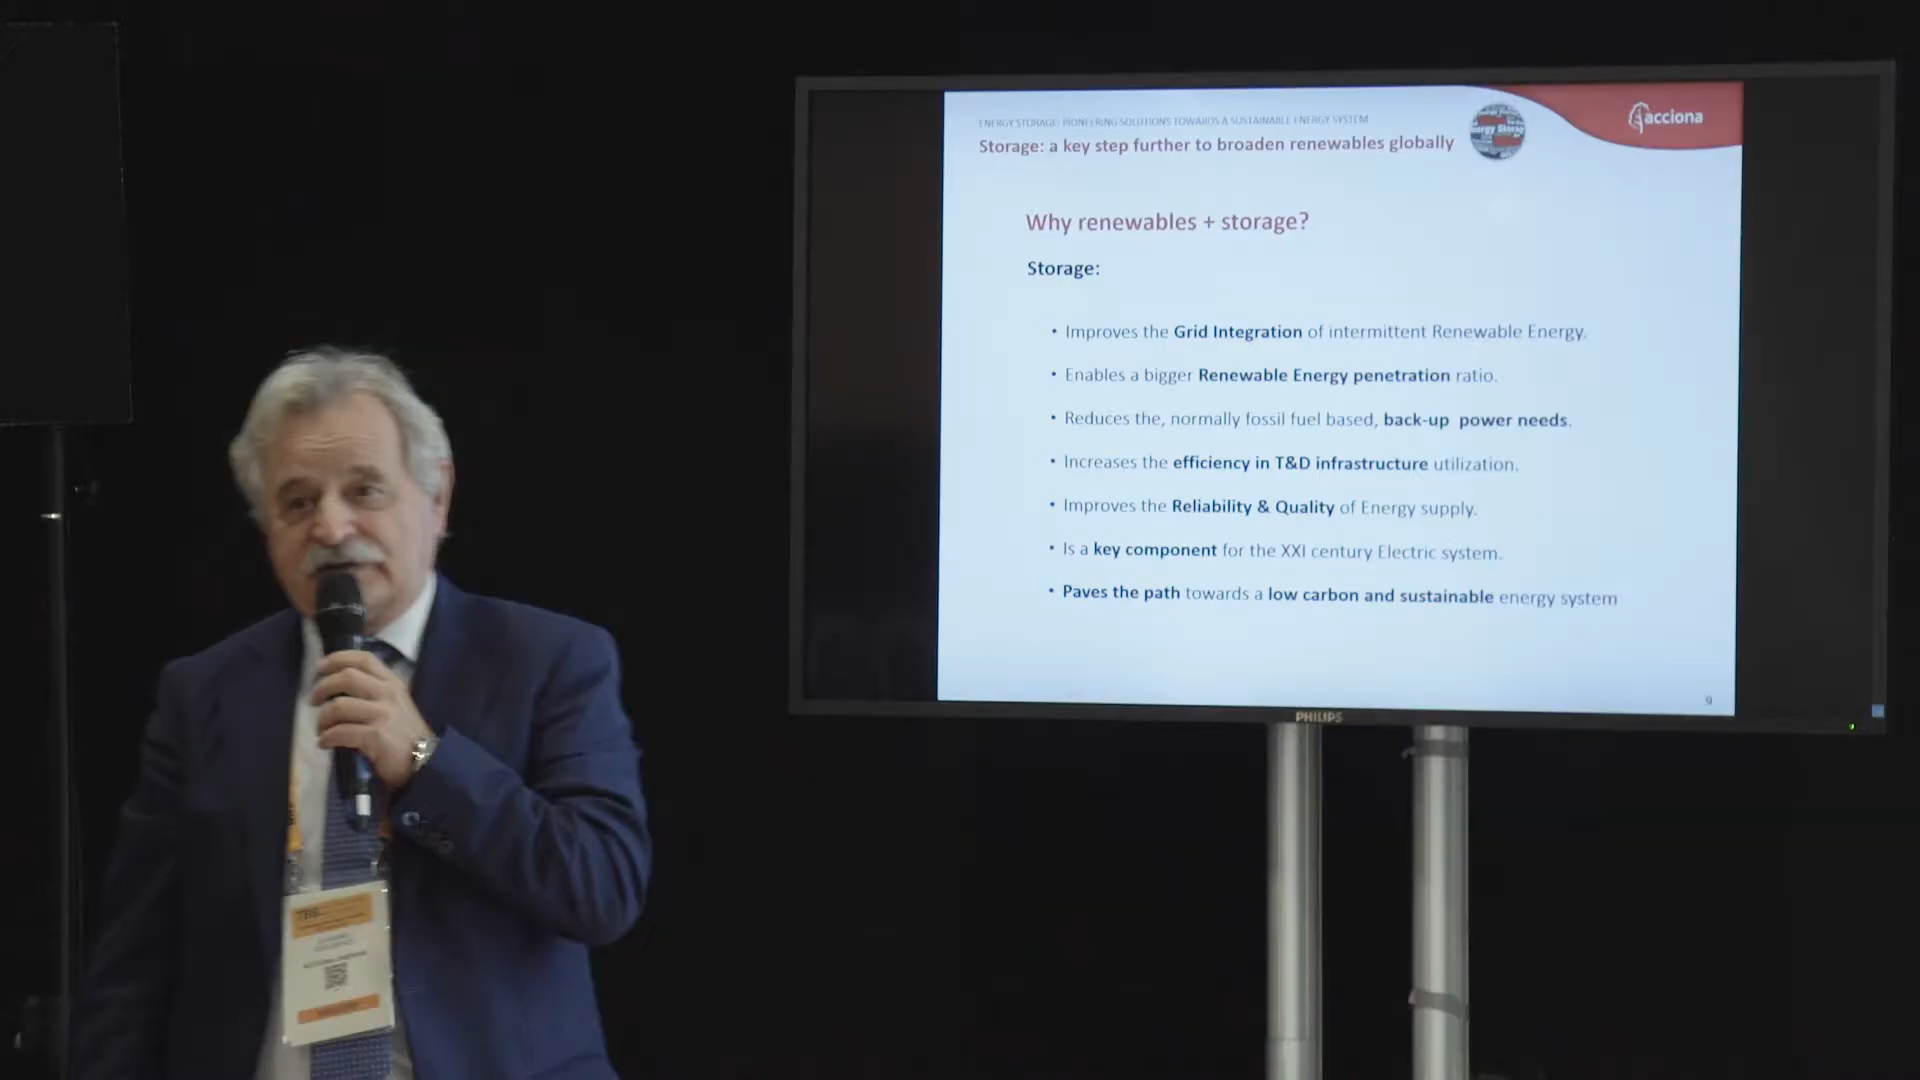 ENERGY STORAGE: PIONEERING SOLUTIONS TOWARDS A SUSTAINABLE ENERGY SYSTEM
Storage: a key step further to broaden renewables globally
Energy Storage
acciona
Why renewables + storage?
Storage:
• Improves the Grid Integration of intermittent Renewable Energy.
• Enables a bigger Renewable Energy penetration ratio.
• Reduces the, normally fossil fuel based, back-up power needs.
• Increases the efficiency in T&D infrastructure utilization.
• Improves the Reliability & Quality of Energy supply.
• Is a key component for the XXI century Electric system.
• Paves the path towards a low carbon and sustainable energy system
9
PHILIPS